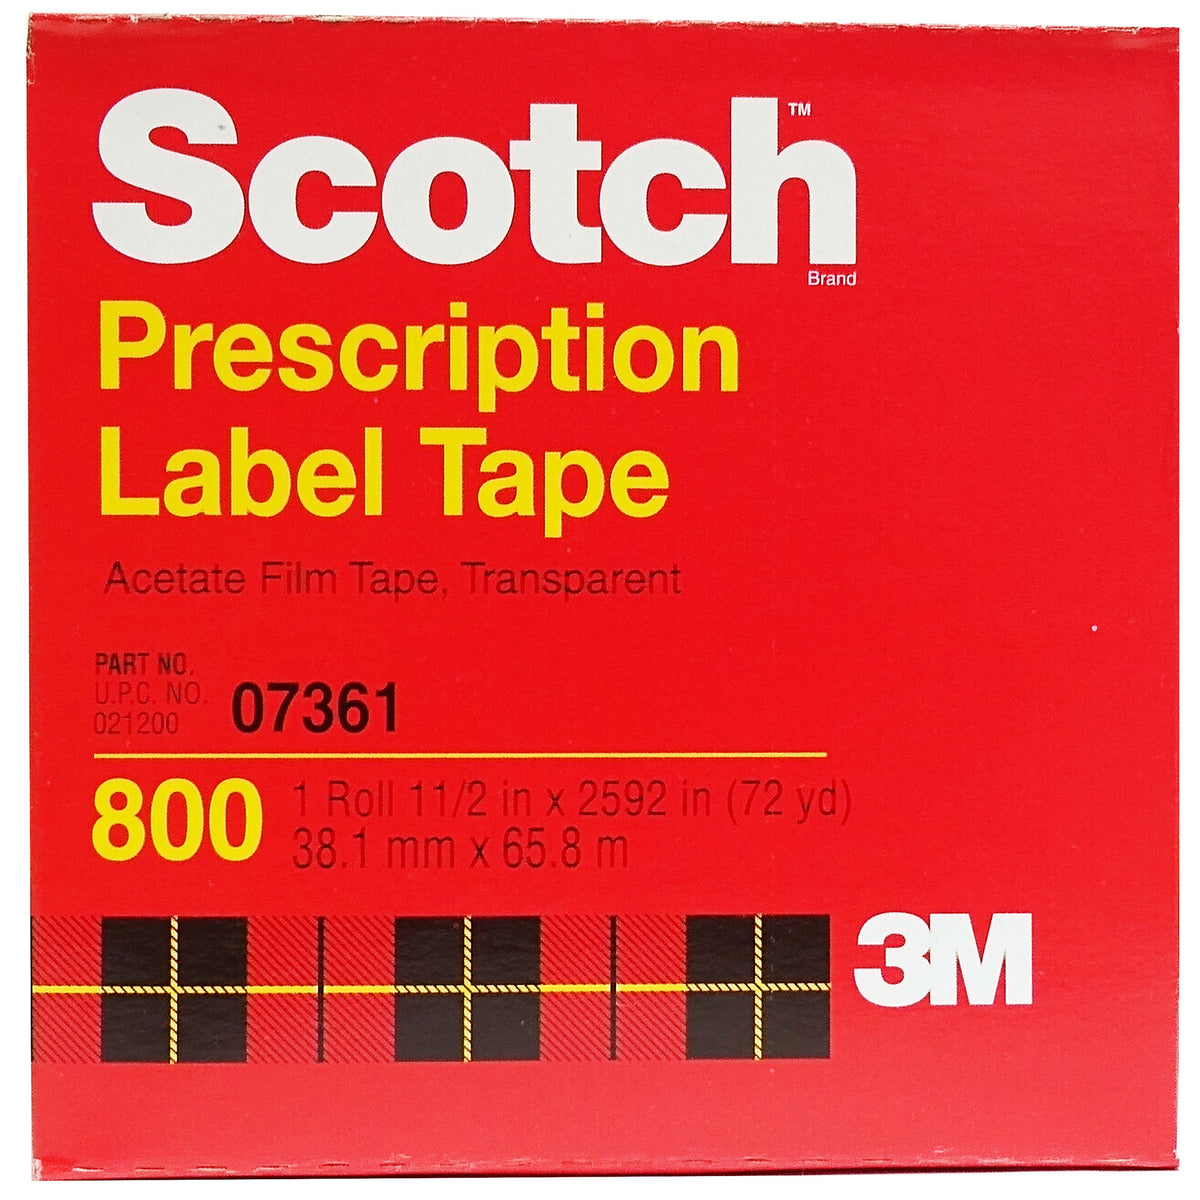 Scotch™
Brand
Prescription
Label Tape
Acetate Film Tape, Transparent
PART NO.
U.P.C. NO.
021200
07361
800
1 Roll 11/2 in x 2592 in (72 yd)
38.1 mm x 65.8 m
3M